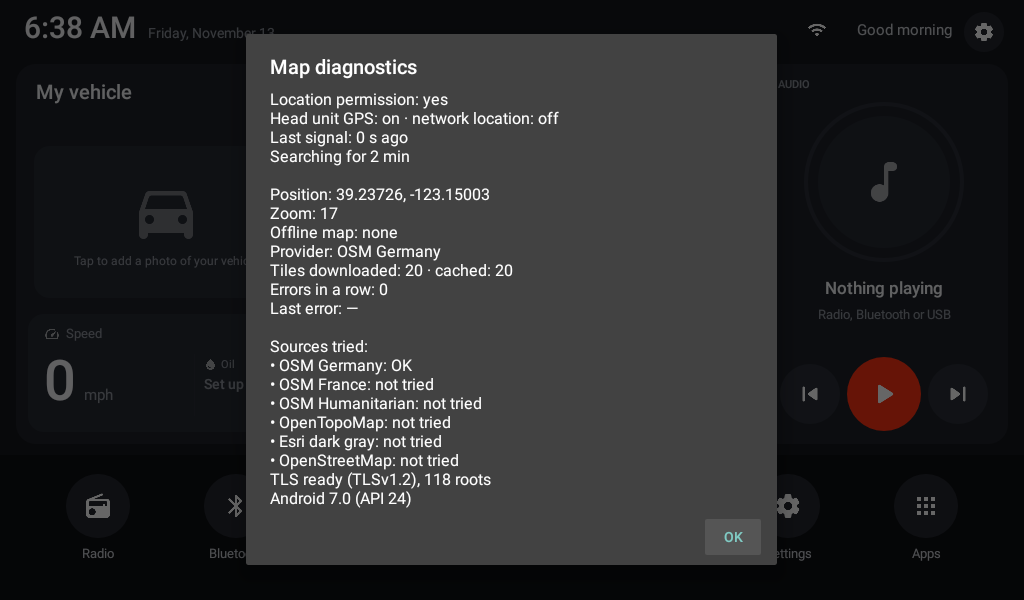 6:38 AM
Friday, November 13
Good morning
Map diagnostics
Location permission: yes
Head unit GPS: on · network location: off
Last signal: 0 s ago
Searching for 2 min
Position: 39.23726, -123.15003
Zoom: 17
Offline map: none
Provider: OSM Germany
Tiles downloaded: 20 · cached: 20
Errors in a row: 0
Last error: —
Sources tried:
• OSM Germany: OK
• OSM France: not tried
• OSM Humanitarian: not tried
• OpenTopoMap: not tried
• Esri dark gray: not tried
• OpenStreetMap: not tried
TLS ready (TLSv1.2), 118 roots
Android 7.0 (API 24)
OK
My vehicle
Tap to add a photo of your vehic
Speed
0 mph
Oil
Set up
AUDIO
Nothing playing
Radio, Bluetooth or USB
Radio
Bluetoo
ettings
Apps